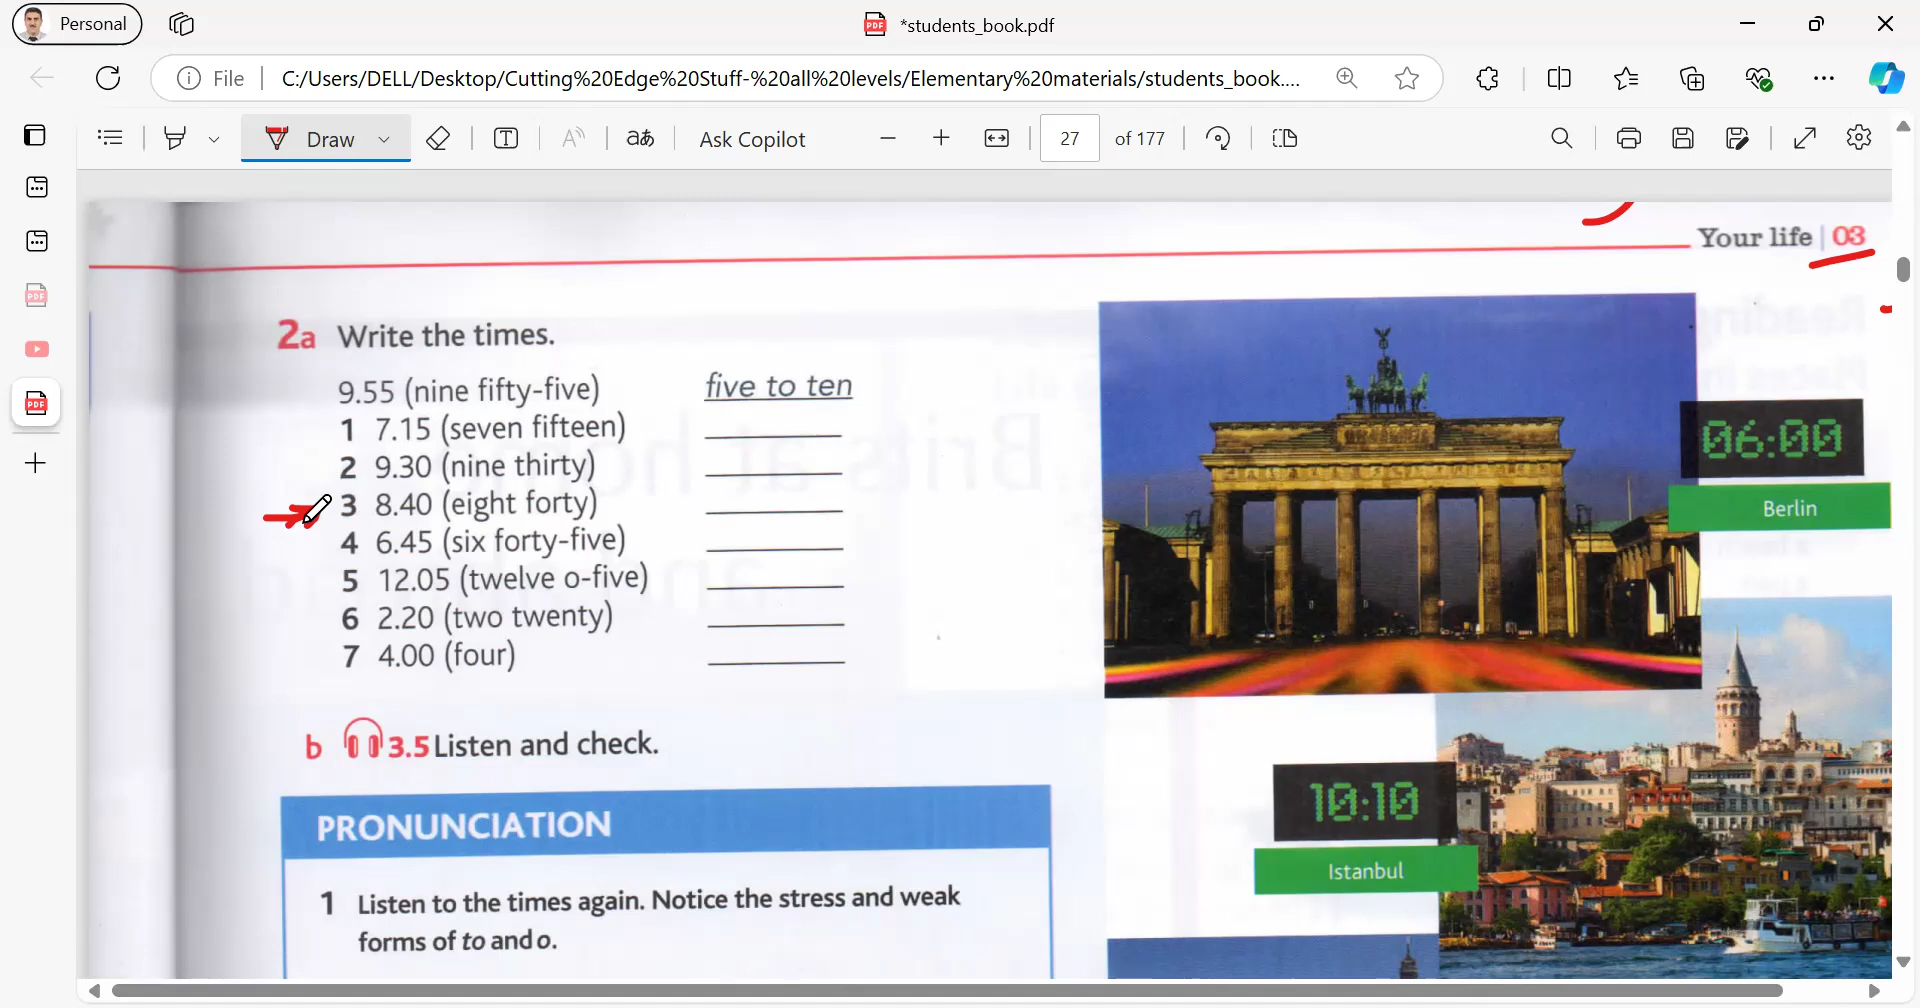 Personal
*students_book.pdf
File
C:/Users/DELL/Desktop/Cutting%20Edge%20Stuff-%20all%20levels/Elementary%20materials/students_book....
Draw
Ask Copilot
27
of 177
Your life | 03
2a Write the times.
9.55 (nine fifty-five) five to ten
1 7.15 (seven fifteen)
2 9.30 (nine thirty)
3 8.40 (eight forty)
4 6.45 (six forty-five)
5 12.05 (twelve o-five)
6 2.20 (two twenty)
7 4.00 (four)
b 3.5 Listen and check.
PRONUNCIATION
1 Listen to the times again. Notice the stress and weak
forms of to and o.
06:00
Berlin
10:10
Istanbul